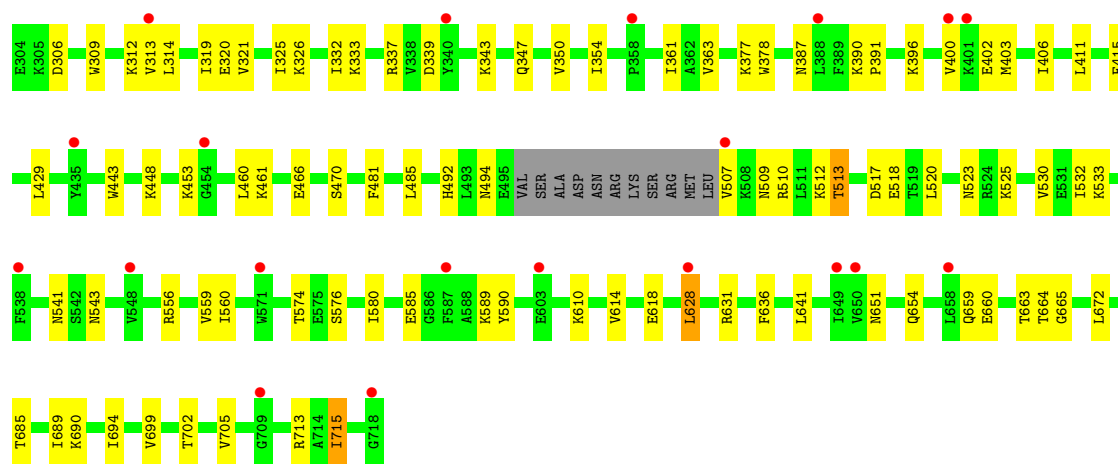 E304 K305 D306 W309 K312 V313 L314 I319 E320 V321 I325 K326 I332 K333 R337 V338 D339 Y340 K343 Q347 V350 I354 P358 I361 A362 V363 K377 W378 N387 L388 F389 K390 P391 K396 V400 K401 E402 M403 I406 L411
L429 Y435 W443 K448 K453 G454 L460 K461 E466 S470 F481 L485 H492 L493 N494 E495 VAL SER ALA ASP ASN ARG LYS SER ARG MET LEU V507 K508 N509 R510 L511 K512 T513 D517 E518 T519 L520 N523 R524 K525 V530 E531 I532 K533
F538 N541 S542 N543 V548 R556 V559 I560 W571 T574 E575 S576 I580 E585 G586 F587 A588 K589 Y590 E603 K610 V614 E618 L628 R631 F636 L641 I649 V650 N651 Q654 L658 Q659 E660 T663 T664 G665 L672
T685 I689 K690 I694 V699 T702 V705 G709 R713 A714 I715 G718